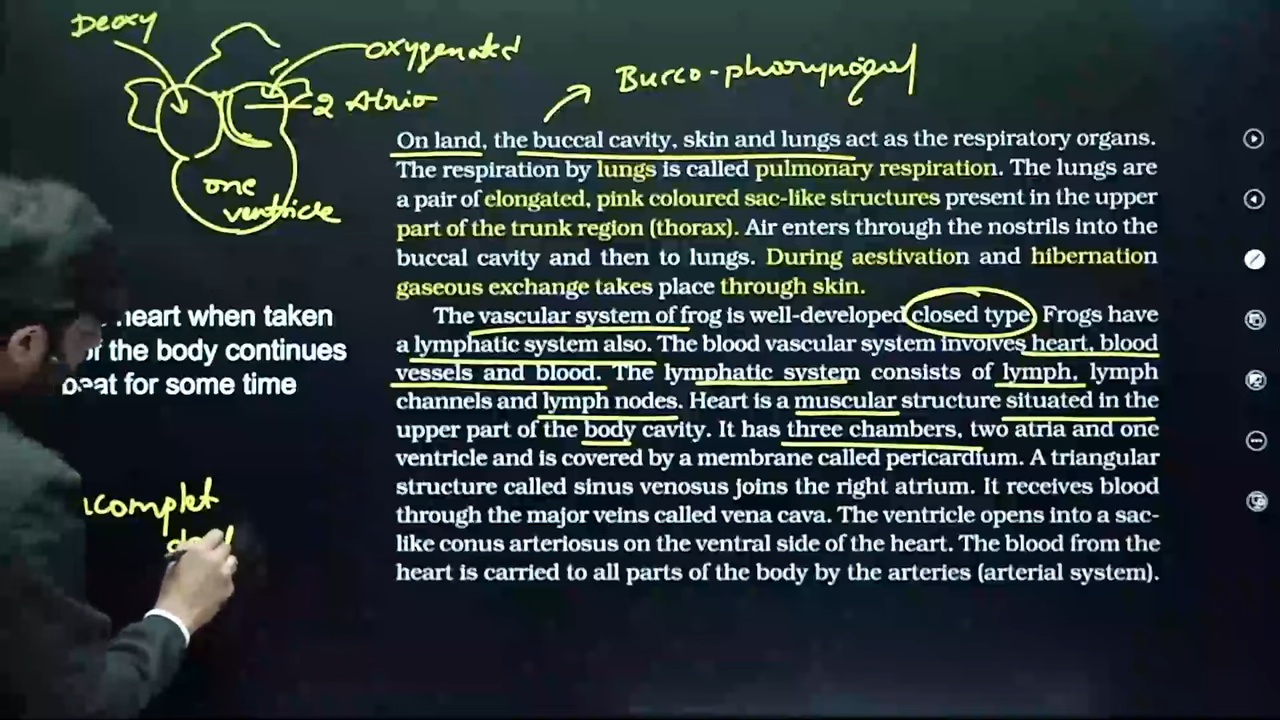 Deoxy
oxygenated
2 Atria
one
ventricle
Bucco-pharyngeal
On land, the buccal cavity, skin and lungs act as the respiratory organs.
The respiration by lungs is called pulmonary respiration. The lungs are
a pair of elongated, pink coloured sac-like structures present in the upper
part of the trunk region (thorax). Air enters through the nostrils into the
buccal cavity and then to lungs. During aestivation and hibernation
gaseous exchange takes place through skin.
The vascular system of frog is well-developed closed type. Frogs have
a lymphatic system also. The blood vascular system involves heart, blood
vessels and blood. The lymphatic system consists of lymph, lymph
channels and lymph nodes. Heart is a muscular structure situated in the
upper part of the body cavity. It has three chambers, two atria and one
ventricle and is covered by a membrane called pericardium. A triangular
structure called sinus venosus joins the right atrium. It receives blood
through the major veins called vena cava. The ventricle opens into a sac-
like conus arteriosus on the ventral side of the heart. The blood from the
heart is carried to all parts of the body by the arteries (arterial system).
heart when taken
of the body continues
beat for some time
complet